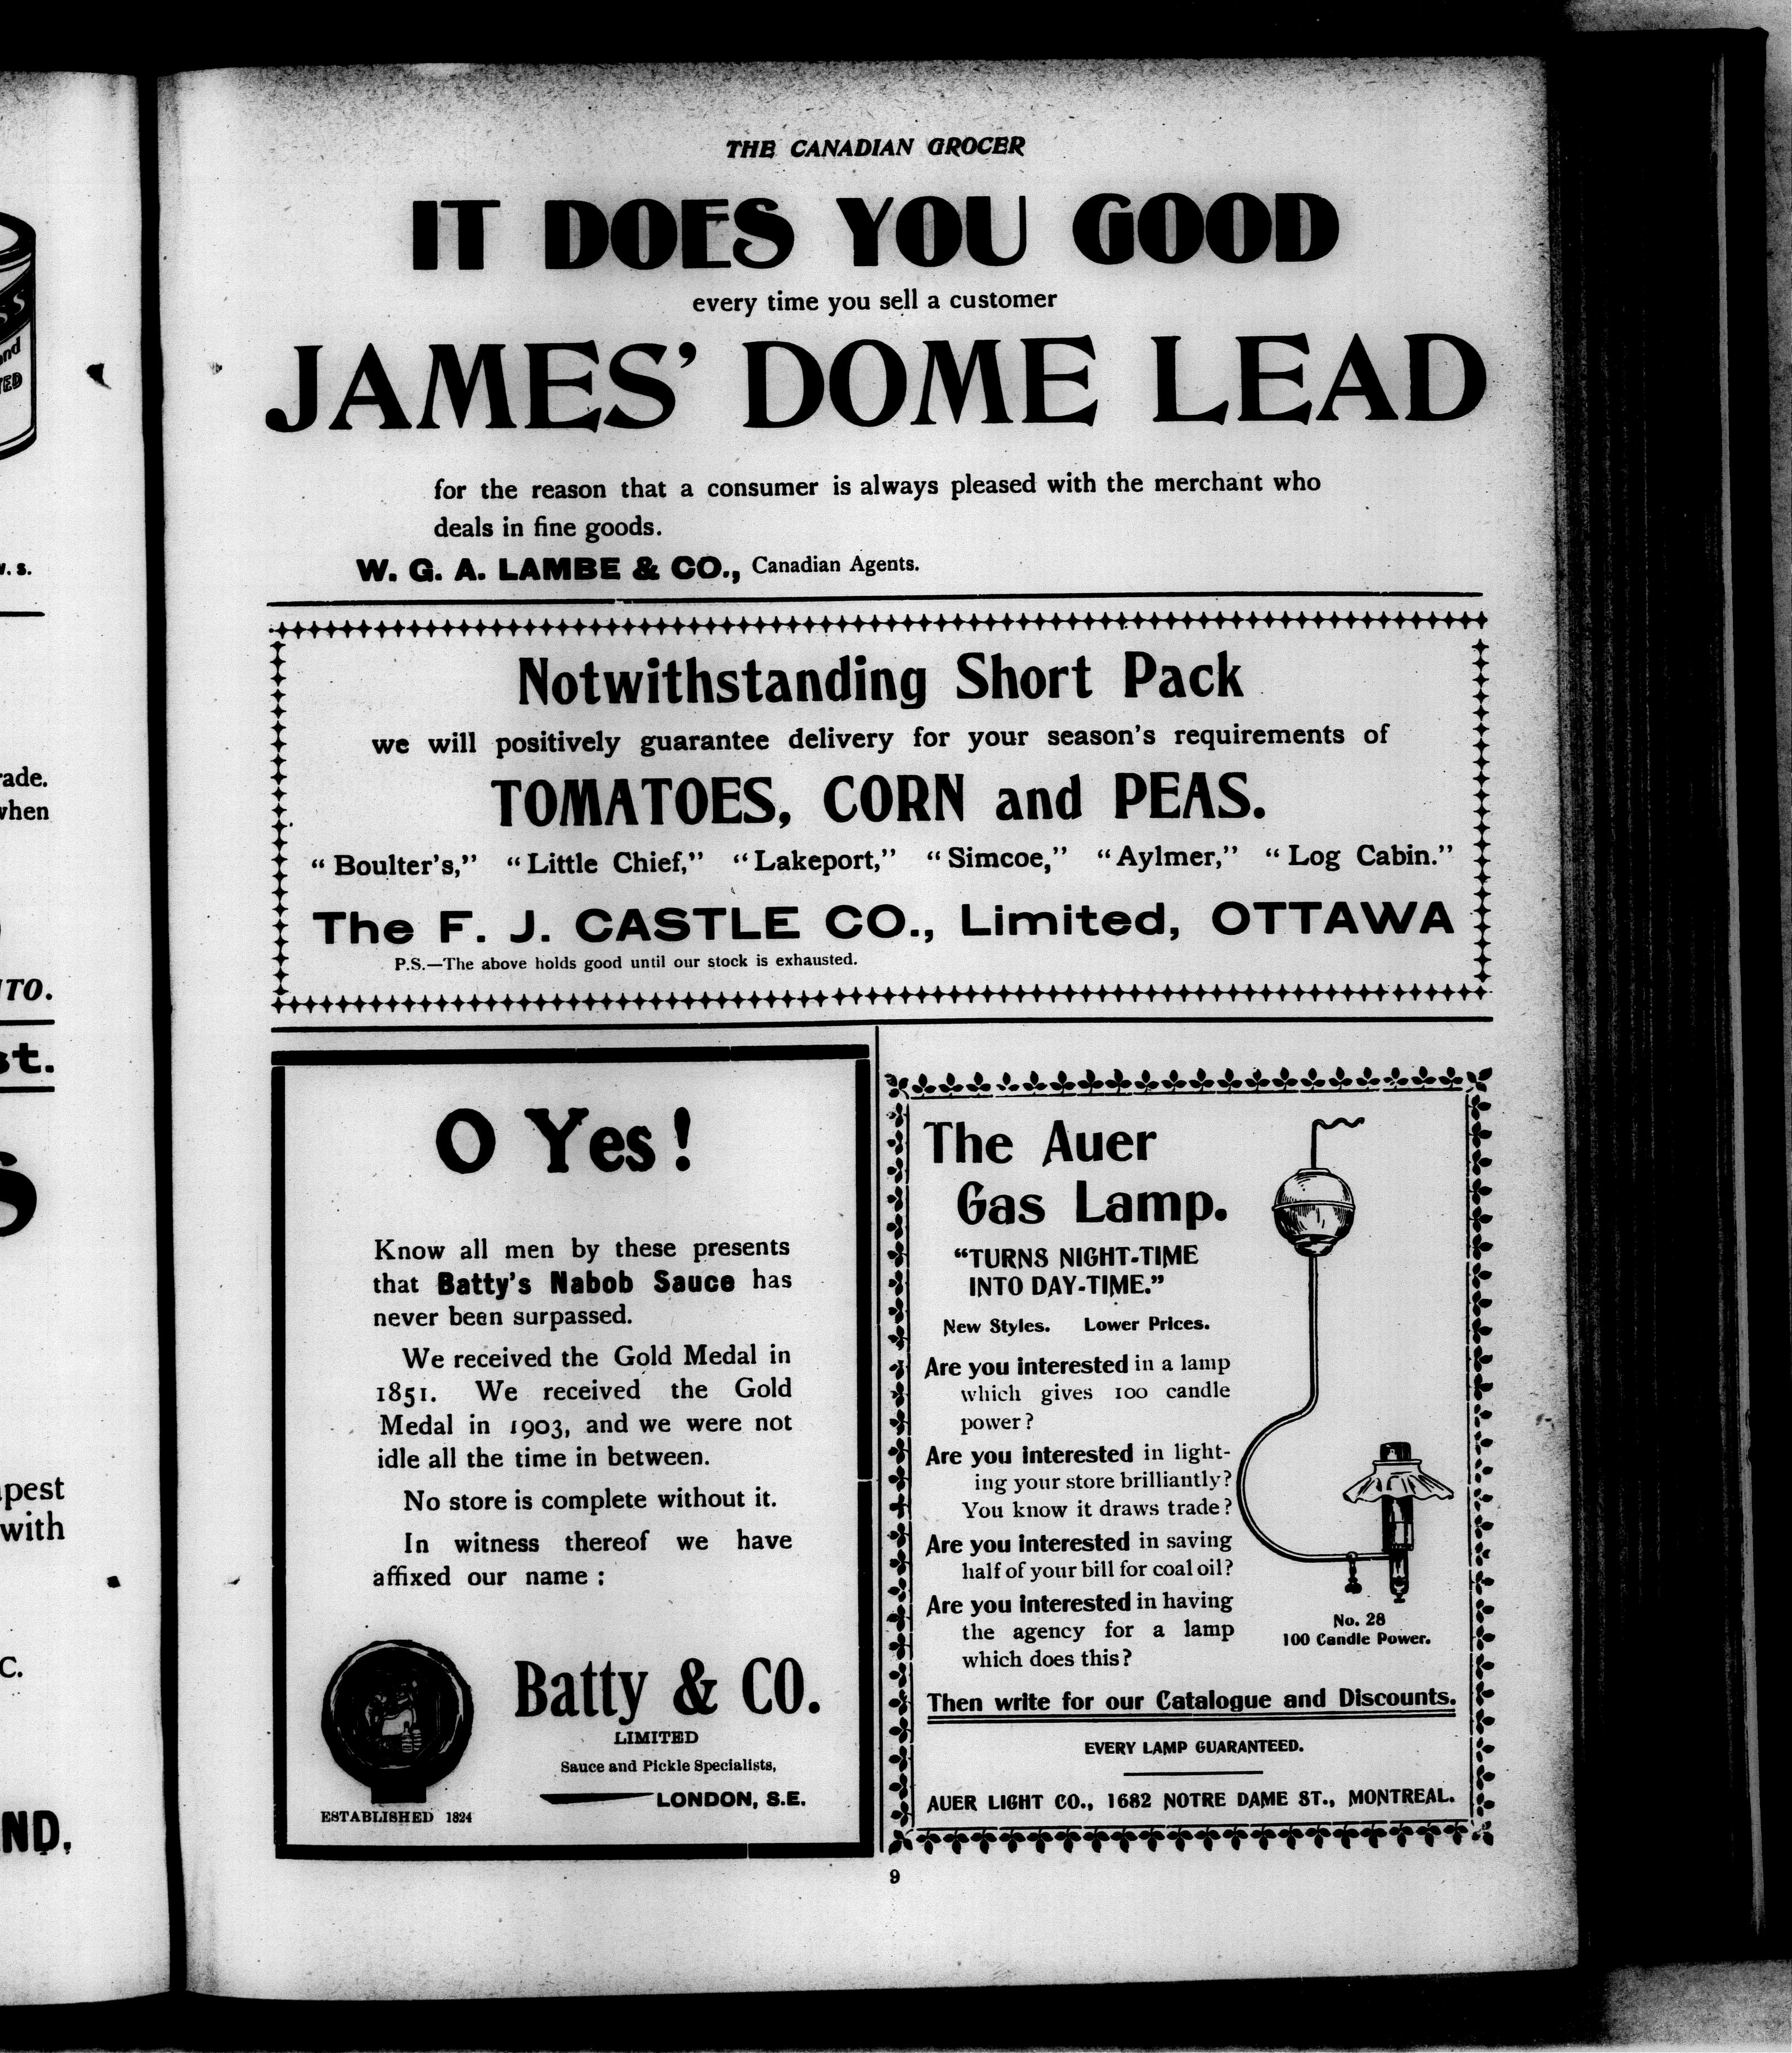 THE CANADIAN GROCER
IT DOES YOU GOOD
every time you sell a customer
JAMES' DOME LEAD
for the reason that a consumer is always pleased with the merchant who
deals in fine goods.
W. G. A. LAMBE & CO., Canadian Agents.
Notwithstanding Short Pack
we will positively guarantee delivery for your season's requirements of
TOMATOES, CORN and PEAS.
"Boulter's," "Little Chief," "Lakeport," "Simcoe," "Aylmer," "Log Cabin."
The F. J. CASTLE CO., Limited, OTTAWA
P.S.—The above holds good until our stock is exhausted.
O Yes!
Know all men by these presents
that Batty's Nabob Sauce has
never been surpassed.
We received the Gold Medal in
1851. We received the Gold
Medal in 1903, and we were not
idle all the time in between.
No store is complete without it.
In witness thereof we have
affixed our name :
Batty & CO.
LIMITED
Sauce and Pickle Specialists,
LONDON, S.E.
ESTABLISHED 1824
The Auer
Gas Lamp.
"TURNS NIGHT-TIME
INTO DAY-TIME."
New Styles. Lower Prices.
Are you interested in a lamp
which gives 100 candle
power?
Are you interested in light-
ing your store brilliantly?
You know it draws trade?
Are you interested in saving
half of your bill for coal oil?
Are you interested in having
the agency for a lamp
which does this?
No. 28
100 Candle Power.
Then write for our Catalogue and Discounts.
EVERY LAMP GUARANTEED.
AUER LIGHT CO., 1682 NOTRE DAME ST., MONTREAL.
9